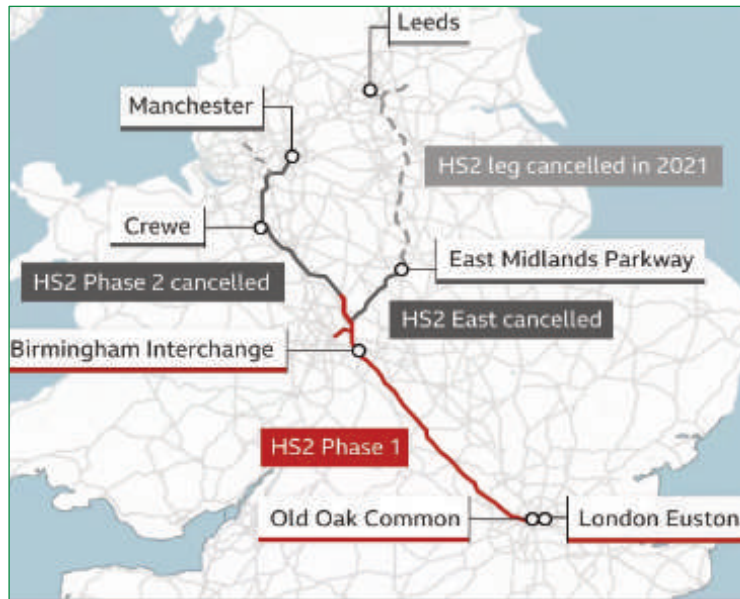 Leeds
Manchester
HS2 leg cancelled in 2021
Crewe
East Midlands Parkway
HS2 Phase 2 cancelled
HS2 East cancelled
Birmingham Interchange
HS2 Phase 1
Old Oak Common
London Euston